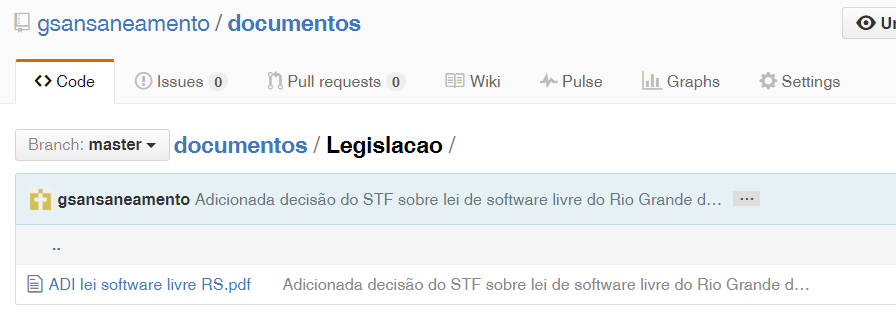 gsansaneamento / documentos
Code Issues 0 Pull requests 0 Wiki Pulse Graphs Settings
Branch: master documentos / Legislacao /
gsansaneamento Adicionada decisão do STF sobre lei de software livre do Rio Grande d… ...
..
ADI lei software livre RS.pdf Adicionada decisão do STF sobre lei de software livre do Rio Grande d…